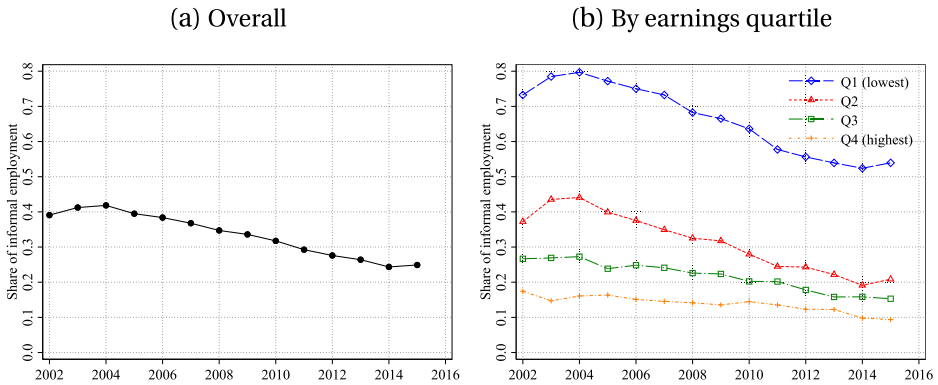 (a) Overall
Share of informal employment
0.8
0.7
0.6
0.5
0.4
0.3
0.2
0.1
0.0
2002 2004 2006 2008 2010 2012 2014 2016
(b) By earnings quartile
Share of informal employment
0.8
0.7
0.6
0.5
0.4
0.3
0.2
0.1
0.0
Q1 (lowest)
Q2
Q3
Q4 (highest)
2002 2004 2006 2008 2010 2012 2014 2016